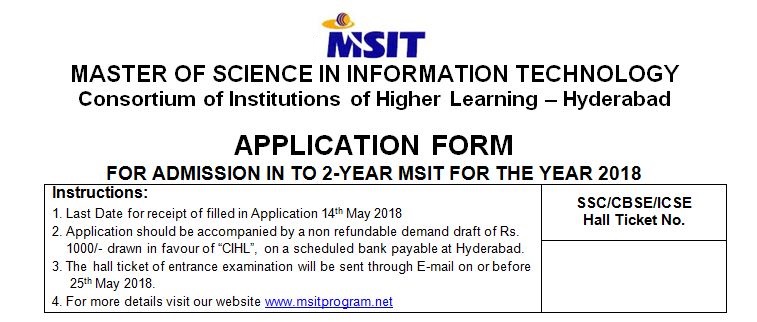 MSIT
MASTER OF SCIENCE IN INFORMATION TECHNOLOGY
Consortium of Institutions of Higher Learning – Hyderabad
APPLICATION FORM
FOR ADMISSION IN TO 2-YEAR MSIT FOR THE YEAR 2018
Instructions:
1. Last Date for receipt of filled in Application 14th May 2018
2. Application should be accompanied by a non refundable demand draft of Rs.
1000/- drawn in favour of “CIHL”, on a scheduled bank payable at Hyderabad.
3. The hall ticket of entrance examination will be sent through E-mail on or before
25th May 2018.
4. For more details visit our website www.msitprogram.net
SSC/CBSE/ICSE
Hall Ticket No.